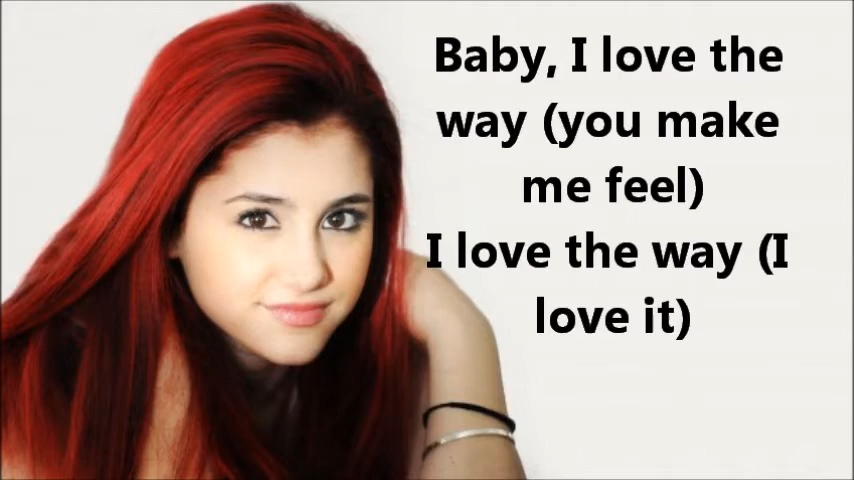 Baby, I love the
way (you make
me feel)
I love the way (I
love it)